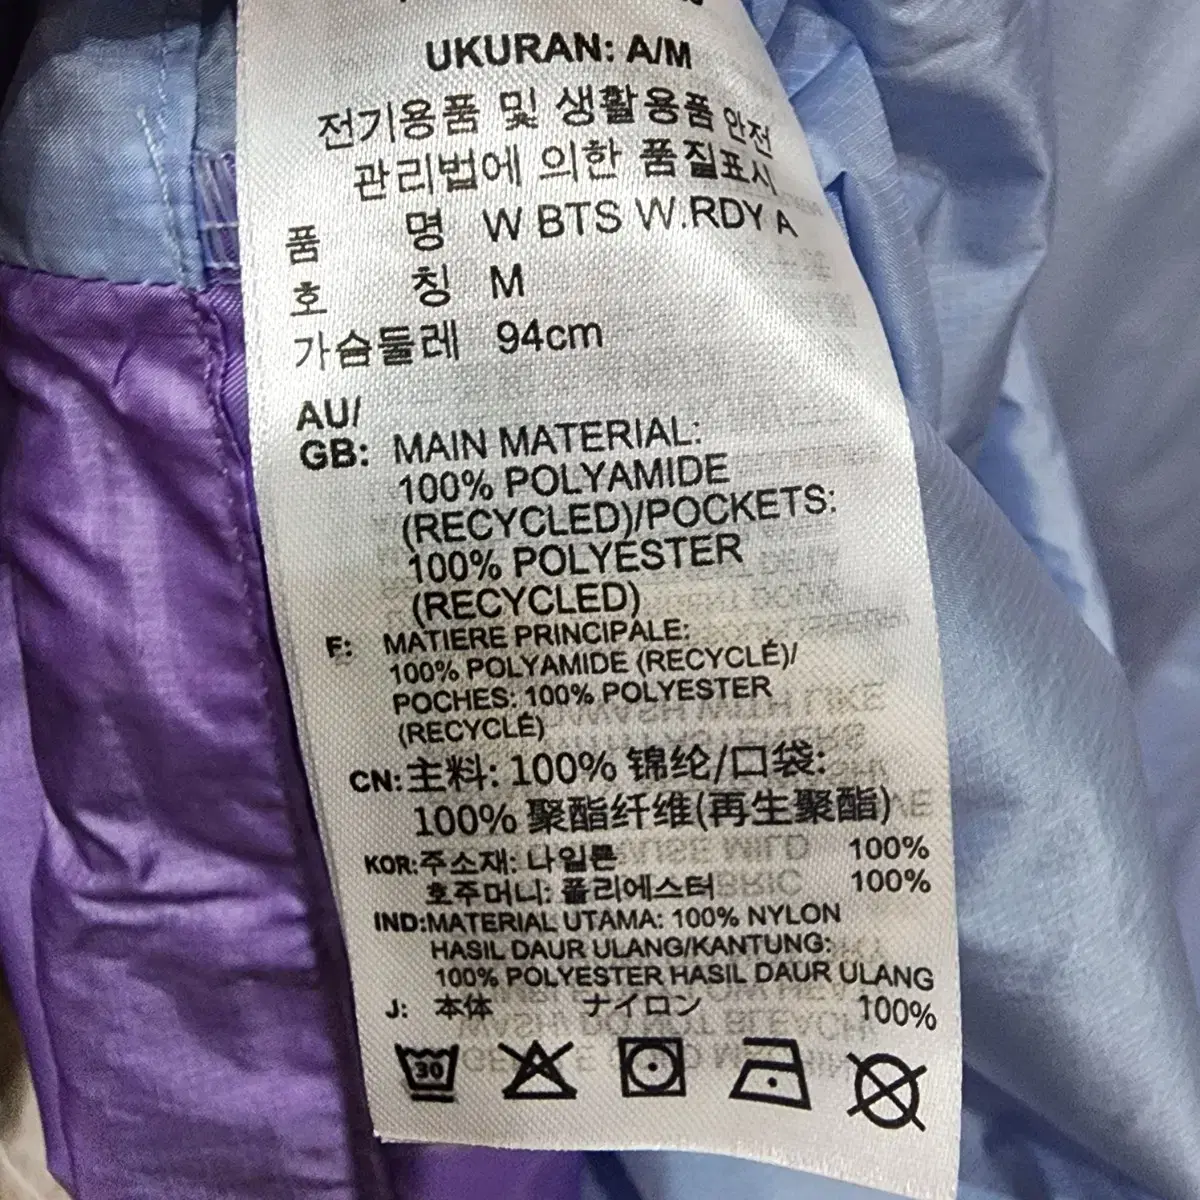 UKURAN: A/M
전기용품 및 생활용품 안전
관리법에 의한 품질표시
품 명 W BTS W.RDY A
호 칭 M
가슴둘레 94cm
AU/
GB: MAIN MATERIAL:
100% POLYAMIDE
(RECYCLED)/POCKETS:
100% POLYESTER
(RECYCLED)
F: MATIERE PRINCIPALE:
100% POLYAMIDE (RECYCLÉ)/
POCHES: 100% POLYESTER
(RECYCLÉ)
CN:主料: 100% 锦纶/口袋:
100% 聚酯纤维(再生聚酯)
KOR:주소재: 나일론 100%
호주머니: 폴리에스터 100%
IND:MATERIAL UTAMA: 100% NYLON
HASIL DAUR ULANG/KANTUNG:
100% POLYESTER HASIL DAUR ULANG
J: 本体 ナイロン 100%
30